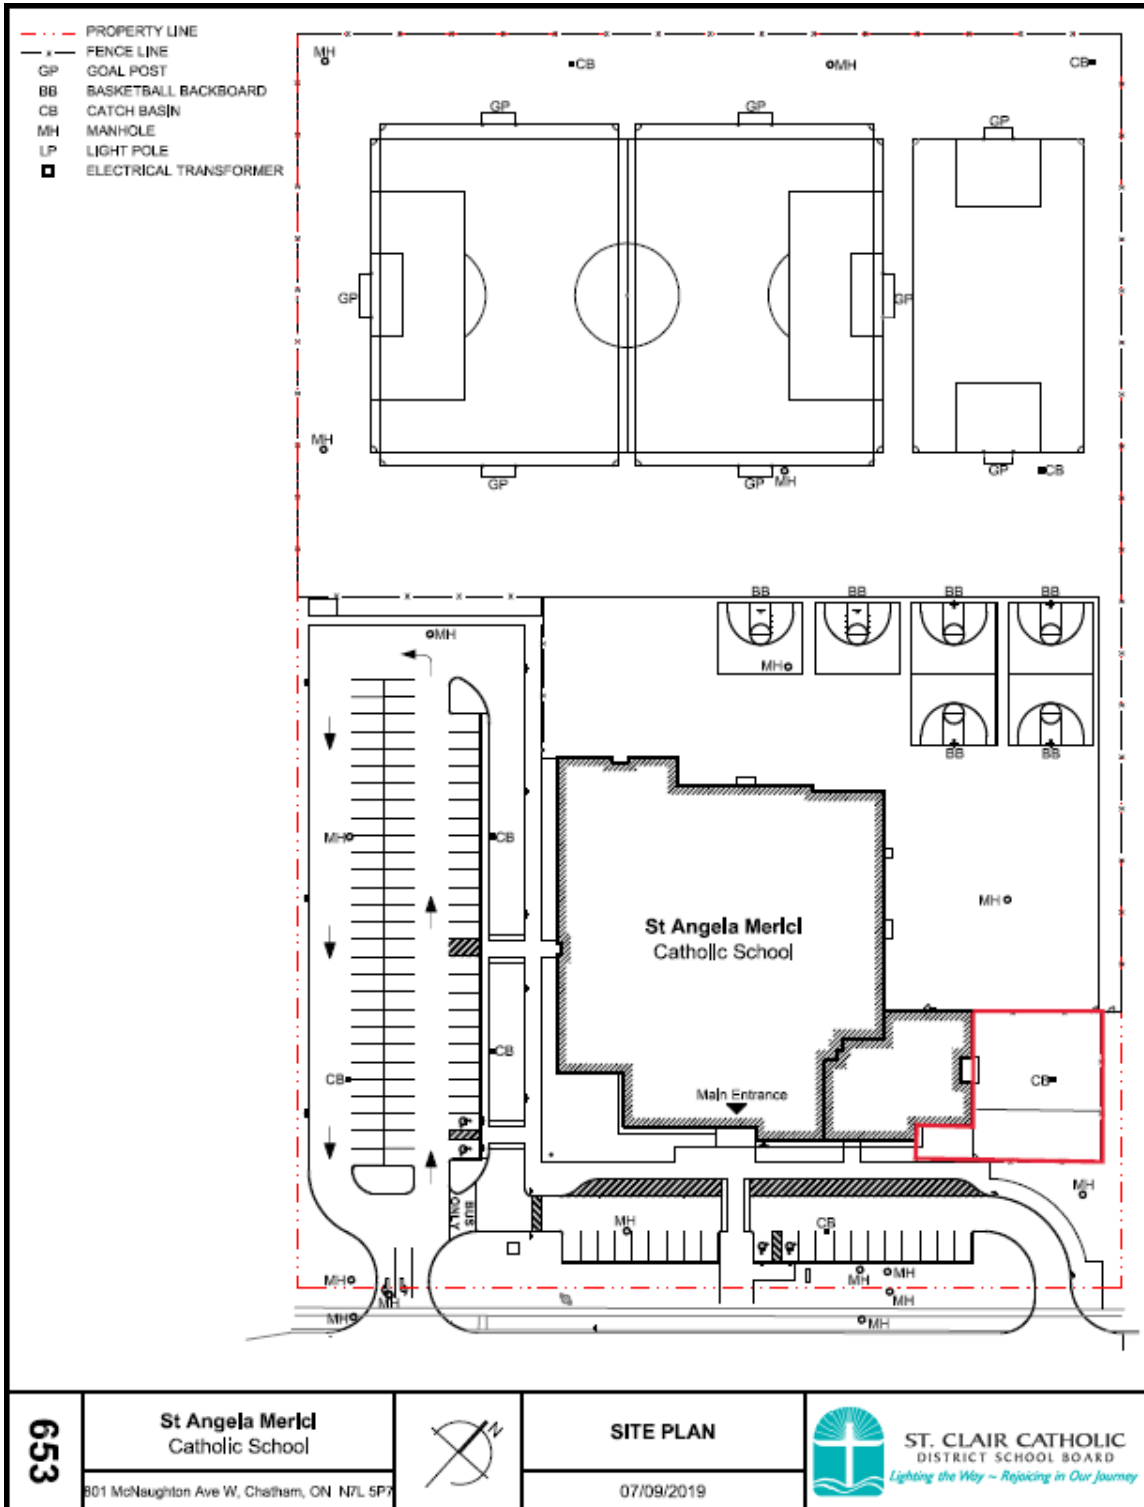 PROPERTY LINE
FENCE LINE
GP GOAL POST
BB BASKETBALL BACKBOARD
CB CATCH BASIN
MH MANHOLE
LP LIGHT POLE
ELECTRICAL TRANSFORMER
MH
CB
MH
CB
GP
GP
GP
GP
GP
MH
GP
GP
MH
GP
CB
BB
BB
BB
BB
MH
MH
BB
BB
MH
CB
MH
St Angela Merici
Catholic School
CB
CB
CB
Main Entrance
BUS
ONLY
MH
CB
MH
MH
MH
MH
MH
MH
MH
MH
653
St Angela Merici
Catholic School
801 McNaughton Ave W, Chatham, ON N7L 5P7
N
SITE PLAN
07/09/2019
ST. CLAIR CATHOLIC
DISTRICT SCHOOL BOARD
Lighting the Way ~ Rejoicing in Our Journey